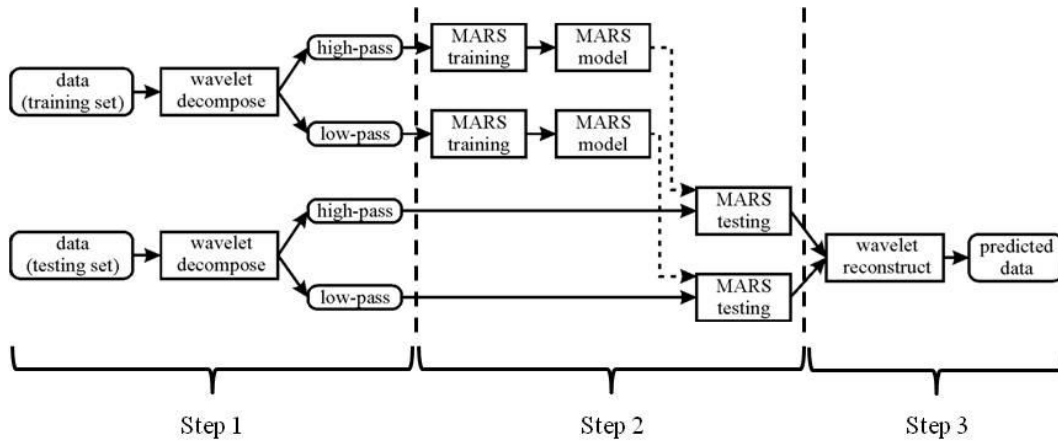 high-pass
MARS
training
MARS
model
data
(training set)
wavelet
decompose
low-pass
MARS
training
MARS
model
high-pass
MARS
testing
data
(testing set)
wavelet
decompose
wavelet
reconstruct
predicted
data
low-pass
MARS
testing
Step 1
Step 2
Step 3